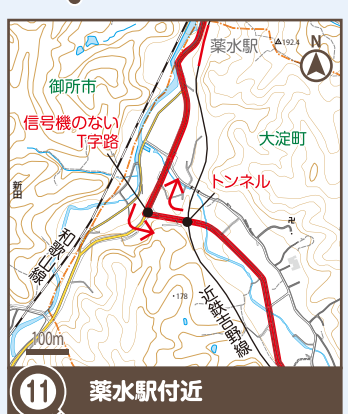 薬水駅
192.4
N
御所市
信号機のない
T字路
大淀町
トンネル
新田
和歌山線
178
近鉄吉野線
100m
11 薬水駅付近